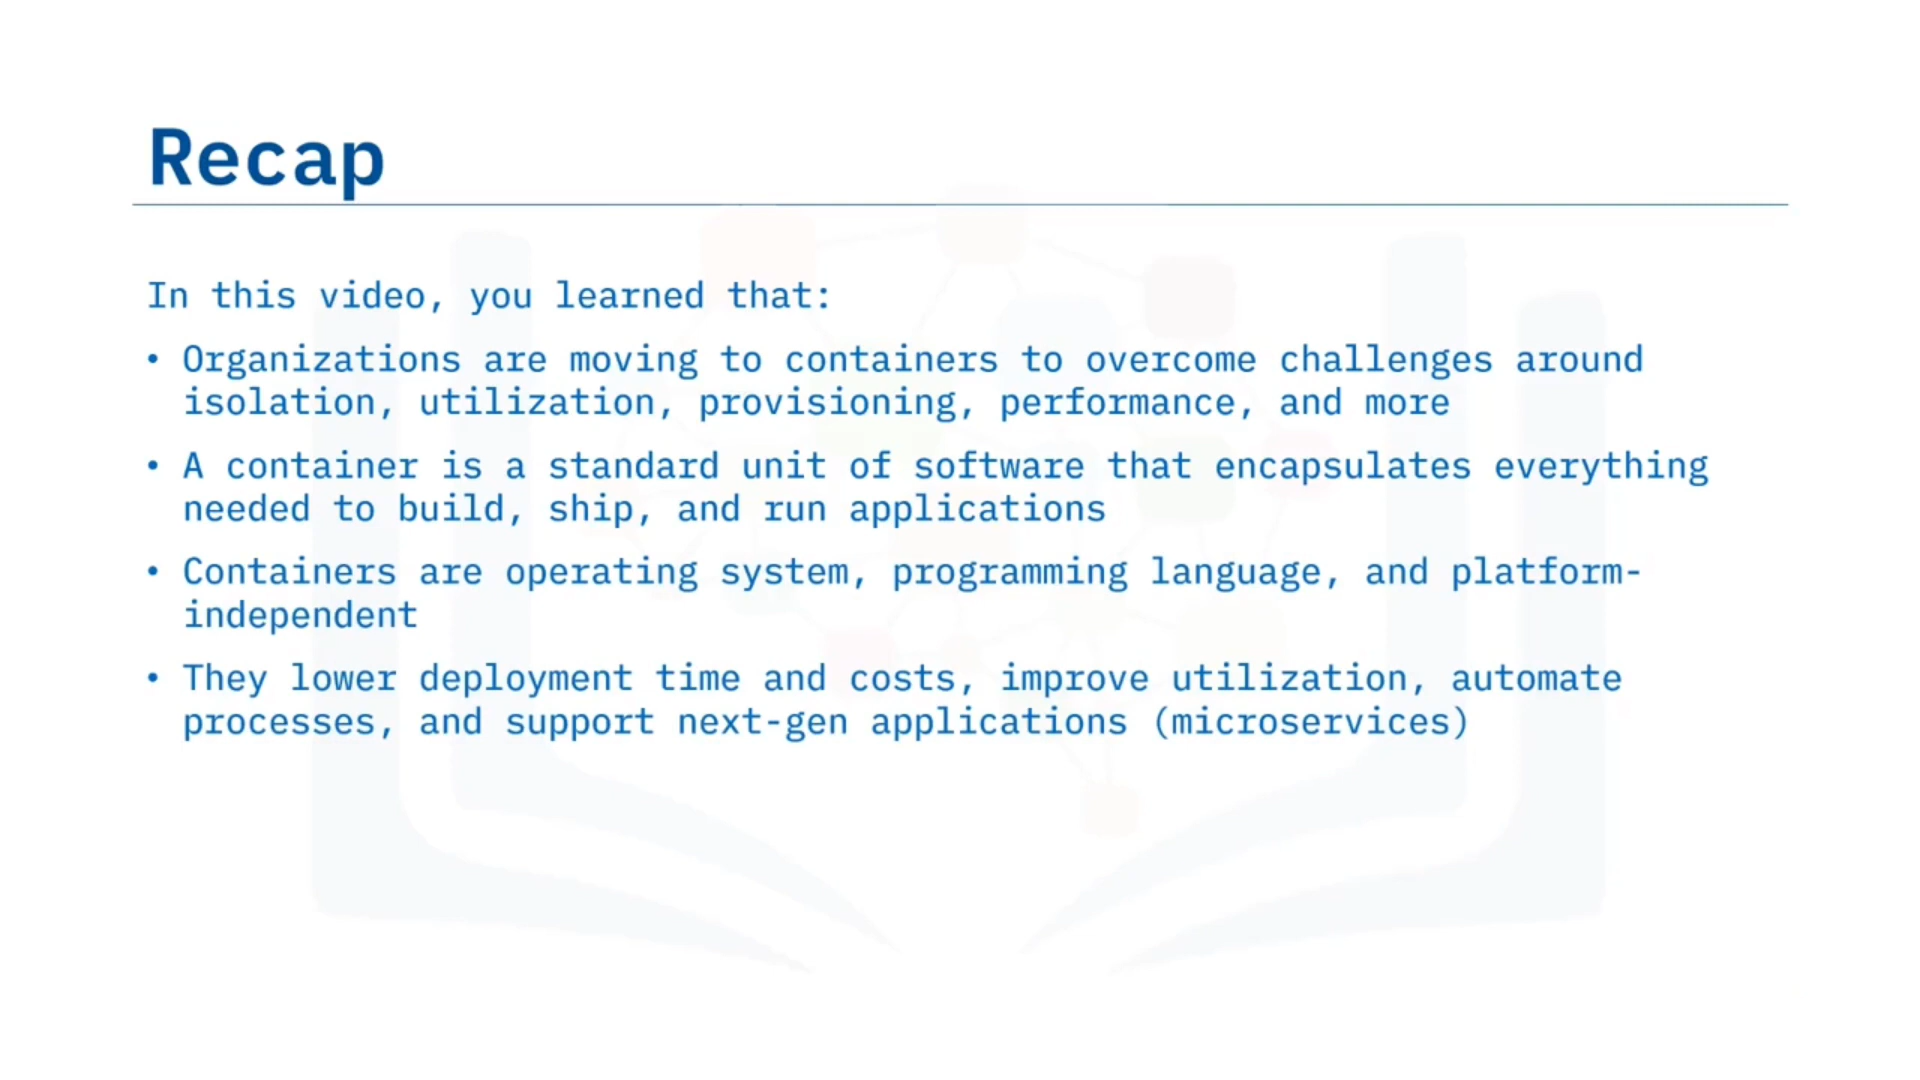 Recap
In this video, you learned that:
• Organizations are moving to containers to overcome challenges around
isolation, utilization, provisioning, performance, and more
• A container is a standard unit of software that encapsulates everything
needed to build, ship, and run applications
• Containers are operating system, programming language, and platform-
independent
• They lower deployment time and costs, improve utilization, automate
processes, and support next-gen applications (microservices)